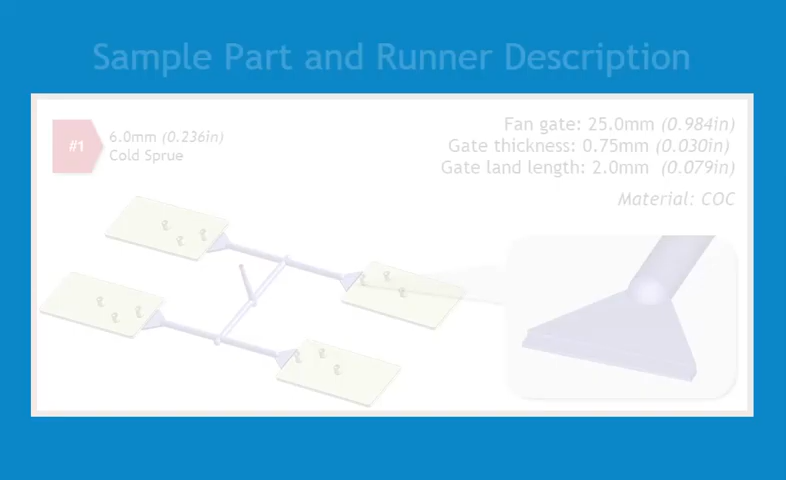 Sample Part and Runner Description
#1
6.0mm (0.236in)
Cold Sprue
Fan gate: 25.0mm (0.984in)
Gate thickness: 0.75mm (0.030in)
Gate land length: 2.0mm (0.079in)
Material: COC